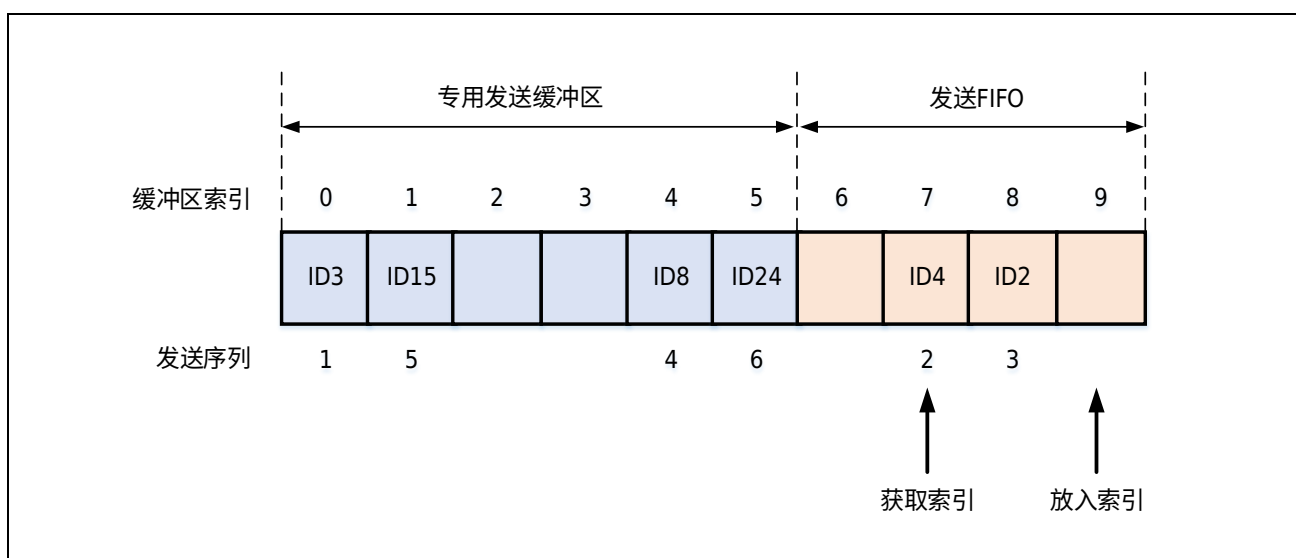 专用发送缓冲区 发送FIFO
缓冲区索引 0 1 2 3 4 5 6 7 8 9
ID3 ID15 ID8 ID24 ID4 ID2
发送序列 1 5 4 6 2 3
获取索引 放入索引